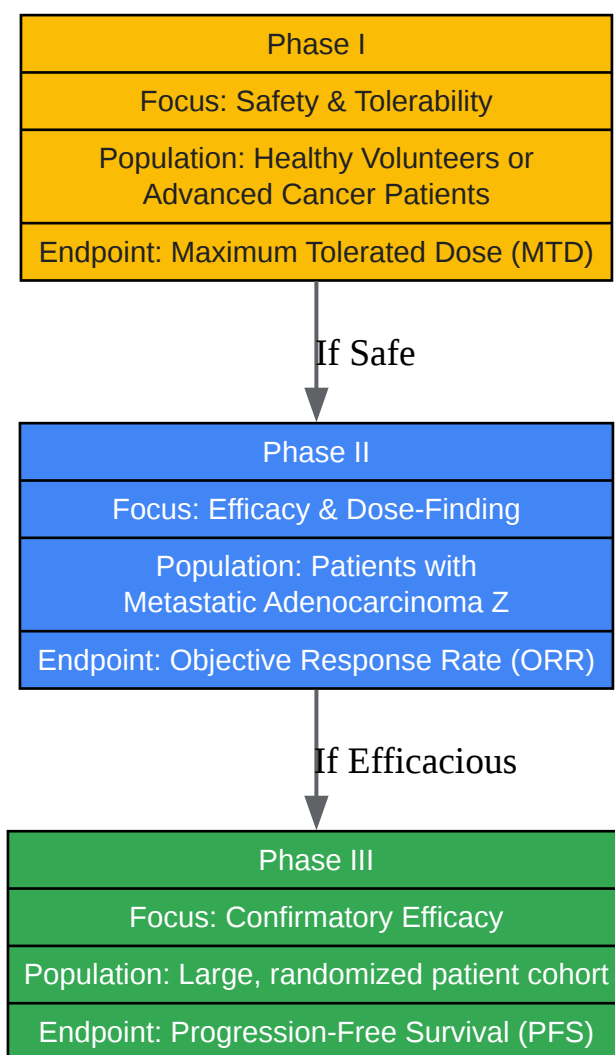 Phase I
Focus: Safety & Tolerability
Population: Healthy Volunteers or
Advanced Cancer Patients
Endpoint: Maximum Tolerated Dose (MTD)
If Safe
Phase II
Focus: Efficacy & Dose-Finding
Population: Patients with
Metastatic Adenocarcinoma Z
Endpoint: Objective Response Rate (ORR)
If Efficacious
Phase III
Focus: Confirmatory Efficacy
Population: Large, randomized patient cohort
Endpoint: Progression-Free Survival (PFS)